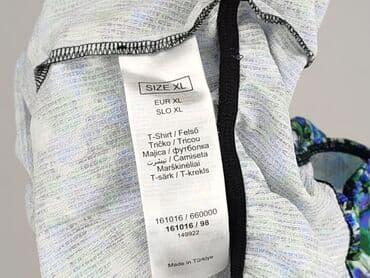 SIZE XL
EUR XL
SLO XL
T-Shirt / Felső
Tričko / Tricou
Majica / футболка
تيشرت / Camiseta
Marškinėliai
T-särk / T-krekls
161016 / 660000
161016 / 98
149922
Made in Türkiye